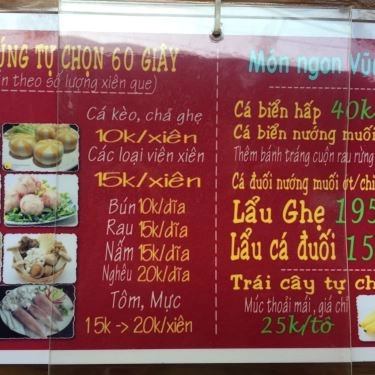 ÚNG TỰ CHỌN 60 GIÂY
n theo số lượng xiên que)
Cá kèo, chả ghẹ
10k/xiên
Các loại viên xiên
15k/xiên
Bún 10k/dĩa
Rau 15k/dĩa
Nấm 15k/dĩa
Nghêu 20k/dĩa
Tôm, Mực
15k -> 20k/xiên
Món ngon Vũ
Cá biển hấp 40k
Cá biển nướng muối
Thêm bánh tráng cuộn rau rừng
Cá đuối nướng muối ớt/ch
Lẩu Ghẹ 195
Lẩu cá đuối 15
Trái cây tự ch
Múc thoải mái, giá chỉ
25k/tô